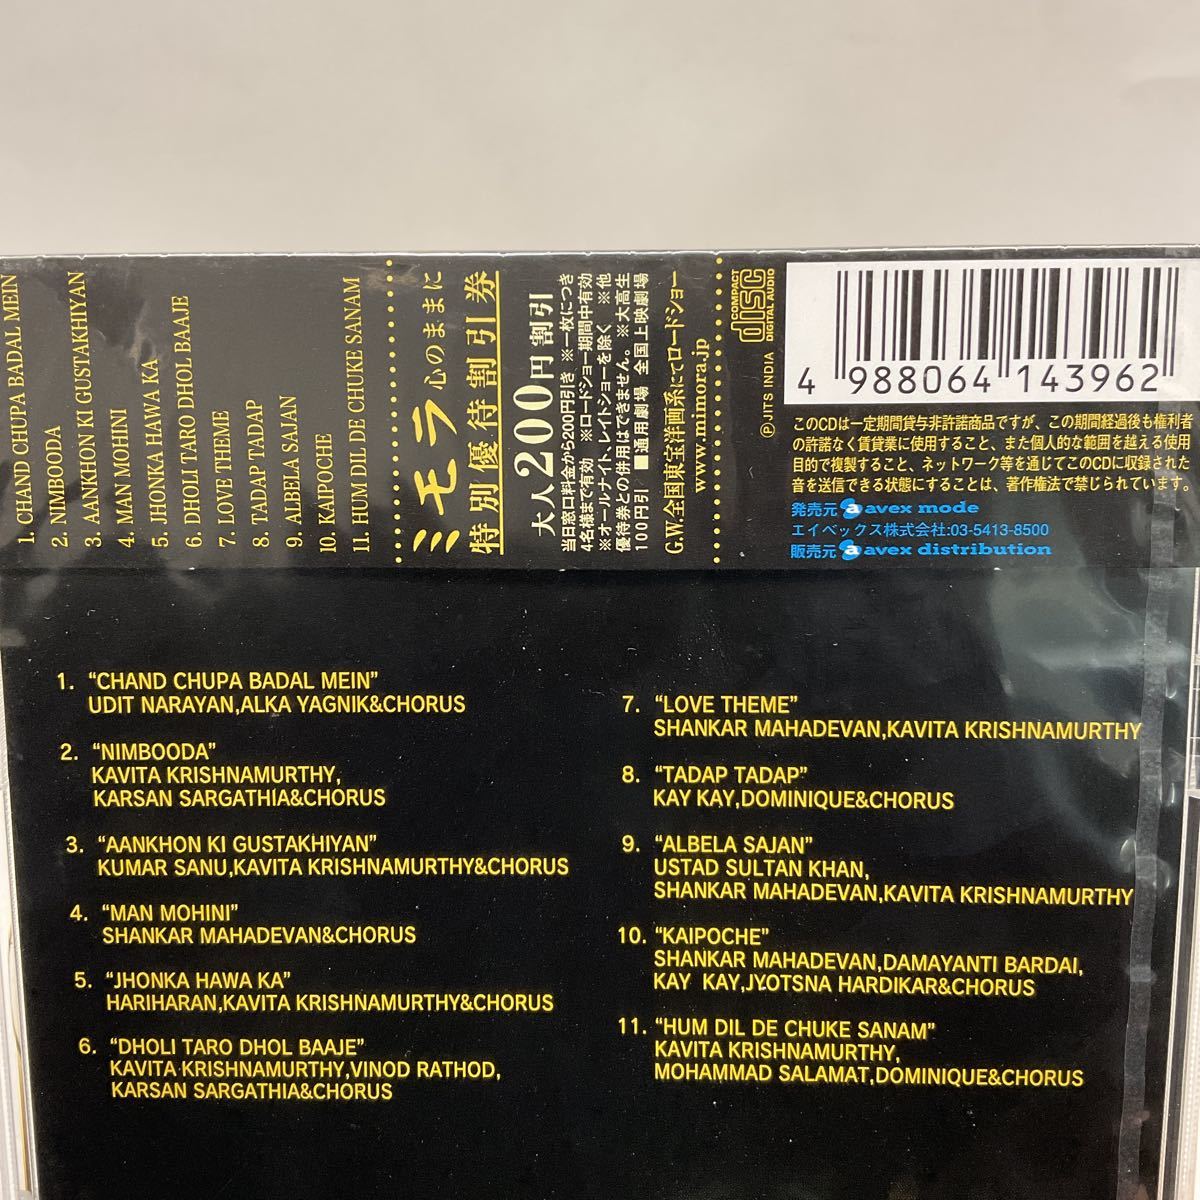 1. CHAND CHUPA BADAL MEIN
2. NIMBOODA
3. AANKHON KI GUSTAKHIYAN
4. MAN MOHINI
5. JHONKA HAWA KA
6. DHOLI TARO DHOL BAAJE
7. LOVE THEME
8. TADAP TADAP
9. ALBELA SAJAN
10. KAIPOCHE
11. HUM DIL DE CHUKE SANAM
ミモラ 心のままに
特別優待割引券
大人200円 割引
当日窓口料金から200円引き ※一枚につき
4名様まで有効 ※ロードショー期間中有効
※オールナイト、レイトショーを除く ※他
優待券との併用はできません。※大高生
100円引 ■通用劇場 全国上映劇場
G.W.全国東宝洋画系にてロードショー
www.mimora.jp
COMPACT
disc
DIGITAL AUDIO
Ⓟ JITS INDIA
4 988064 143962
このCDは一定期間貸与非許諾商品ですが、この期間経過後も権利者
の許諾なく賃貸業に使用すること、また個人的な範囲を越える使用
目的で複製すること、ネットワーク等を通じてこのCDに収録された
音を送信できる状態にすることは、著作権法で禁じられています。
発売元 a avex mode
エイベックス株式会社:03-5413-8500
販売元 a avex distribution
1. “CHAND CHUPA BADAL MEIN”
UDIT NARAYAN,ALKA YAGNIK&CHORUS
2. “NIMBOODA”
KAVITA KRISHNAMURTHY,
KARSAN SARGATHIA&CHORUS
3. “AANKHON KI GUSTAKHIYAN”
KUMAR SANU,KAVITA KRISHNAMURTHY&CHORUS
4. “MAN MOHINI”
SHANKAR MAHADEVAN&CHORUS
5. “JHONKA HAWA KA”
HARIHARAN,KAVITA KRISHNAMURTHY&CHORUS
6. “DHOLI TARO DHOL BAAJE”
KAVITA KRISHNAMURTHY,VINOD RATHOD,
KARSAN SARGATHIA&CHORUS
7. “LOVE THEME”
SHANKAR MAHADEVAN,KAVITA KRISHNAMURTHY
8. “TADAP TADAP”
KAY KAY,DOMINIQUE&CHORUS
9. “ALBELA SAJAN”
USTAD SULTAN KHAN,
SHANKAR MAHADEVAN,KAVITA KRISHNAMURTHY
10. “KAIPOCHE”
SHANKAR MAHADEVAN,DAMAYANTI BARDAI,
KAY KAY,JYOTSNA HARDIKAR&CHORUS
11. “HUM DIL DE CHUKE SANAM”
KAVITA KRISHNAMURTHY,
MOHAMMAD SALAMAT,DOMINIQUE&CHORUS